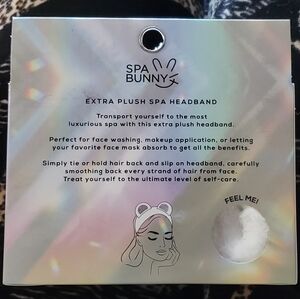 SPA
BUNNY
EXTRA PLUSH SPA HEADBAND
Transport yourself to the most
luxurious spa with this extra plush headband.
Perfect for face washing, makeup application, or letting
your favorite face mask absorb to get all the benefits.
Simply tie or hold hair back and slip on headband, carefully
smoothing back every strand of hair from face.
Treat yourself to the ultimate level of self-care.
FEEL ME!